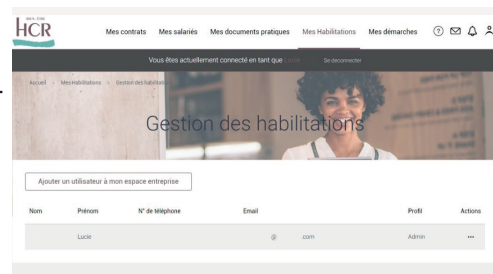 HCR
Mes contrats Mes salariés Mes documents pratiques Mes Habilitations Mes démarches
Vous êtes actuellement connecté en tant que Se deconnecter
Accueil > Mes Habilitations > Gestion des habilitations
Gestion des habilitations
Ajouter un utilisateur à mon espace entreprise
Nom Prénom N° de téléphone Email Profil Actions
Lucie @ .com Admin •••